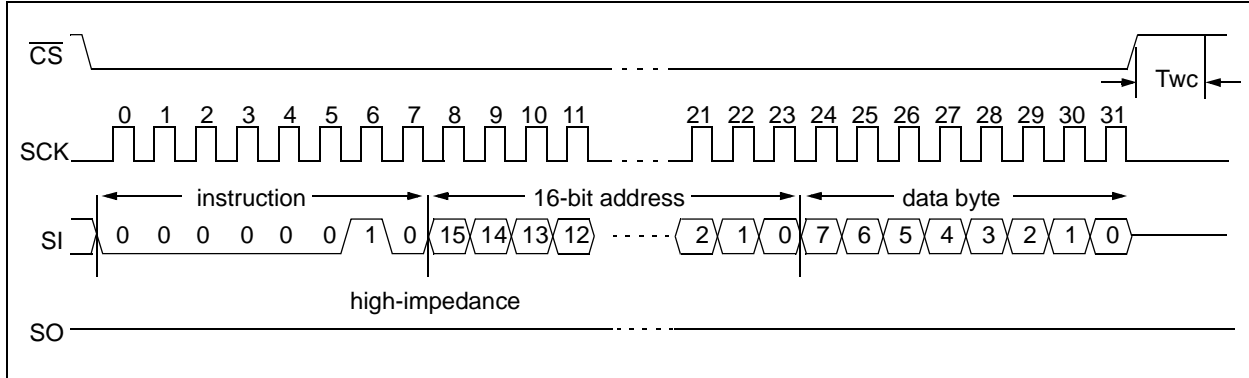 CS
Twc
0 1 2 3 4 5 6 7 8 9 10 11 21 22 23 24 25 26 27 28 29 30 31
SCK
instruction 16-bit address data byte
SI 0 0 0 0 0 0 1 0 15 14 13 12 2 1 0 7 6 5 4 3 2 1 0
high-impedance
SO